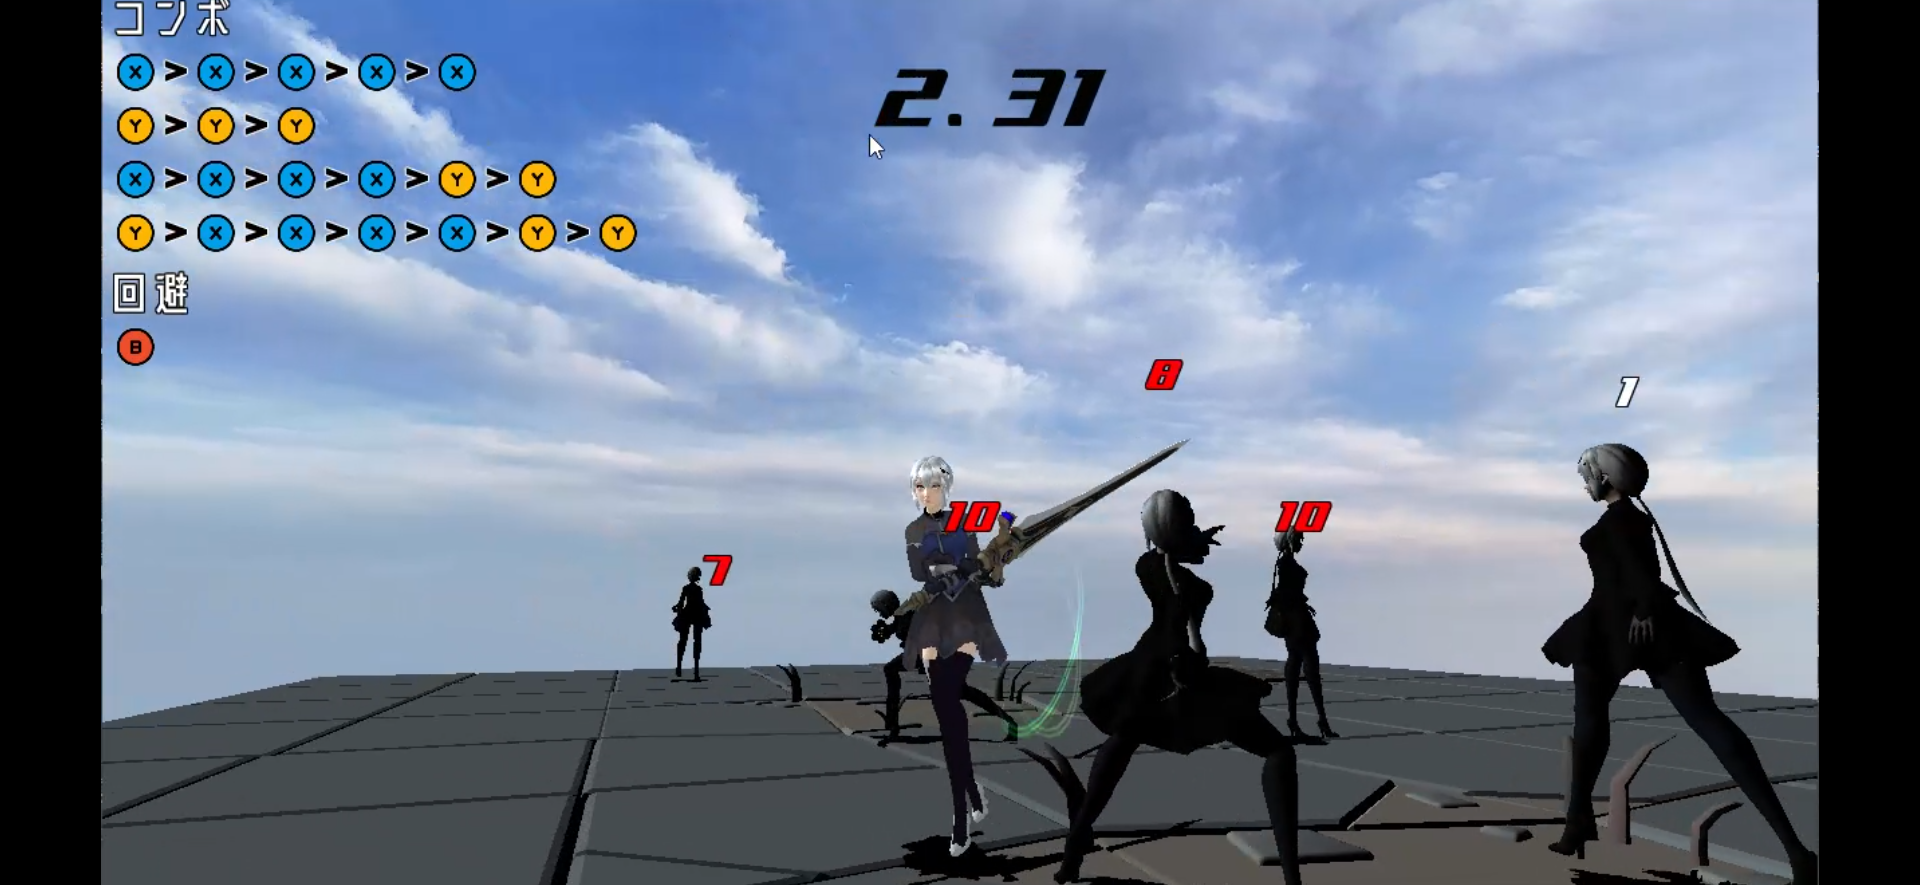 コンボ
X > X > X > X > X
Y > Y > Y
X > X > X > X > Y > Y
Y > X > X > X > X > Y > Y
回避
B
2.31
8
1
10
10
7